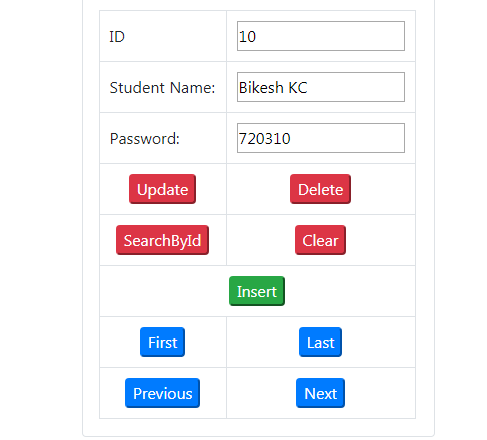 ID 10
Student Name: Bikesh KC
Password: 720310
Update Delete
SearchById Clear
Insert
First Last
Previous Next